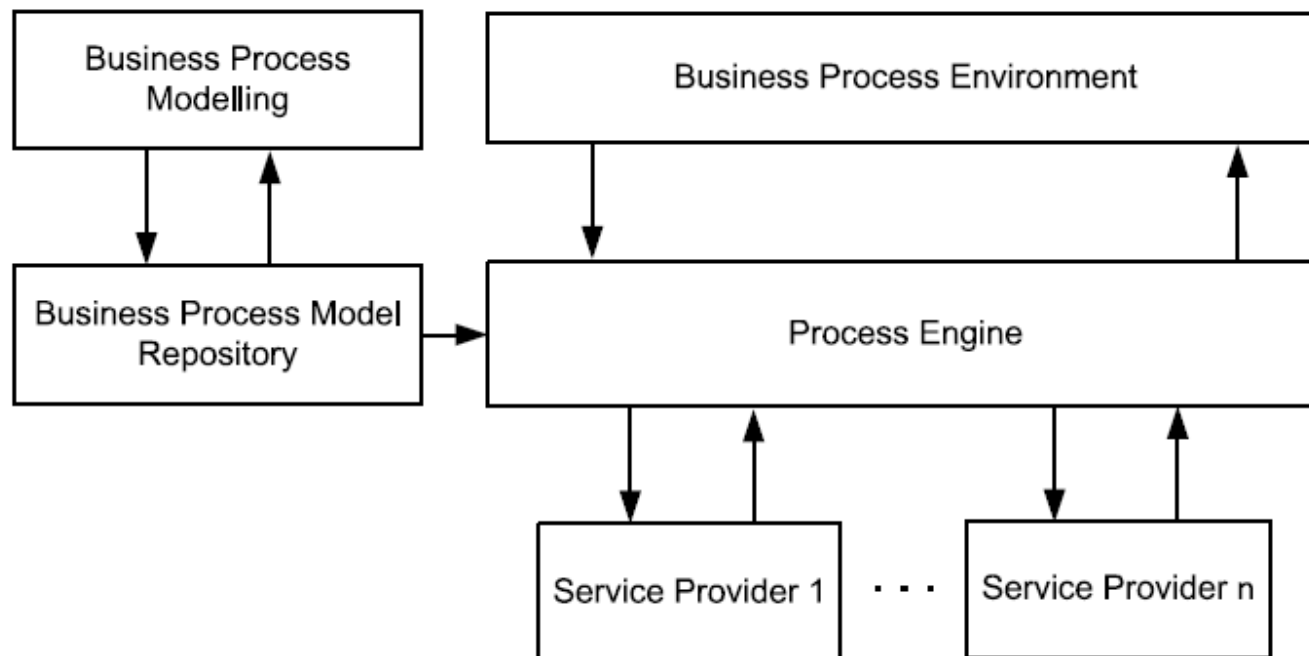 Business Process
Modelling
Business Process Environment
Business Process Model
Repository
Process Engine
Service Provider 1
. . .
Service Provider n